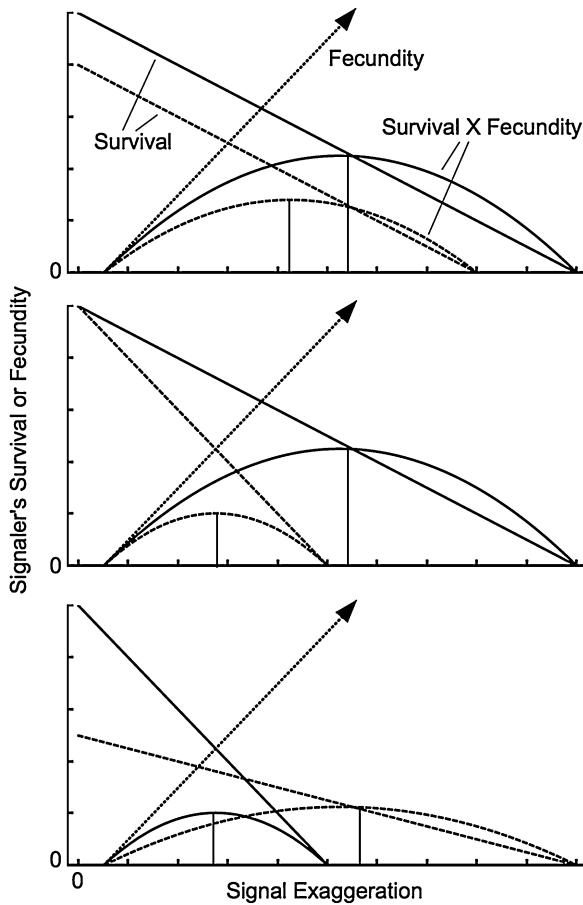 Fecundity
Survival
Survival X Fecundity
0
0
0
0
Signaler's Survival or Fecundity
Signal Exaggeration